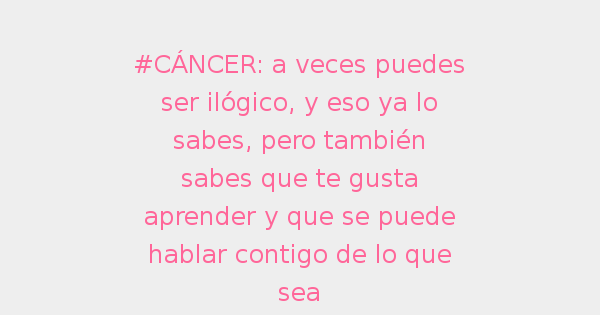 #CÁNCER: a veces puedes
ser ilógico, y eso ya lo
sabes, pero también
sabes que te gusta
aprender y que se puede
hablar contigo de lo que
sea